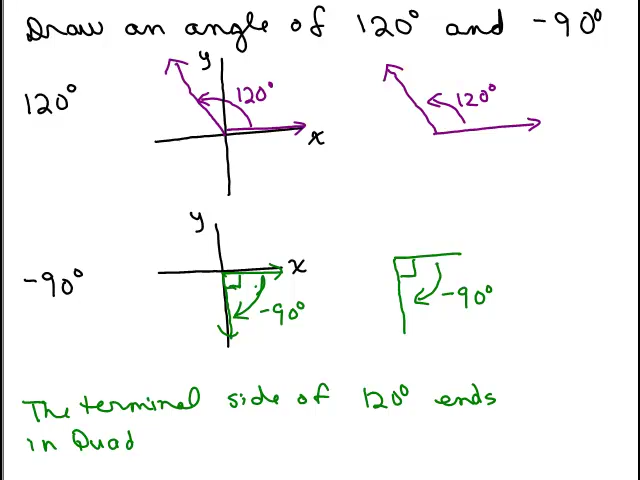 Draw an angle of 120° and -90°
y
120°
120°
120°
x
y
x
-90°
-90°
-90°
The terminal side of 120° ends
in Quad